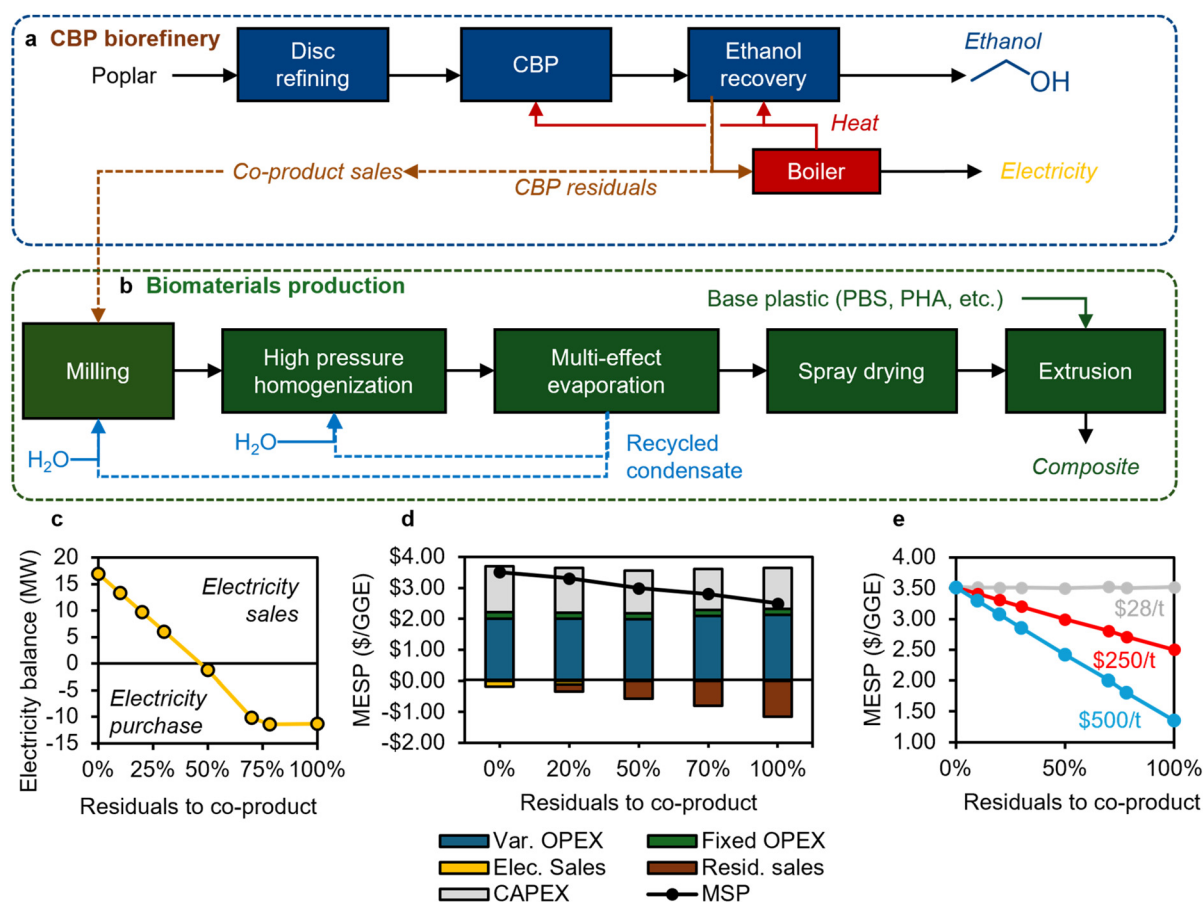 a CBP biorefinery
Poplar
Disc
refining
CBP
Ethanol
recovery
Ethanol
OH
Heat
Co-product sales
CBP residuals
Boiler
Electricity
b Biomaterials production
Base plastic (PBS, PHA, etc.)
Milling
High pressure
homogenization
Multi-effect
evaporation
Spray drying
Extrusion
H2O
H2O
Recycled
condensate
Composite
c
Electricity balance (MW)
20
15
10
5
0
-5
-10
-15
Electricity
sales
Electricity
purchase
0% 25% 50% 75% 100%
Residuals to co-product
d
MESP ($/GGE)
$4.00
$3.00
$2.00
$1.00
$0.00
-$1.00
-$2.00
0% 20% 50% 70% 100%
Residuals to co-product
Var. OPEX
Fixed OPEX
Elec. Sales
Resid. sales
CAPEX
MSP
e
MESP ($/GGE)
4.00
3.50
3.00
2.50
2.00
1.50
1.00
$28/t
$250/t
$500/t
0% 50% 100%
Residuals to co-product